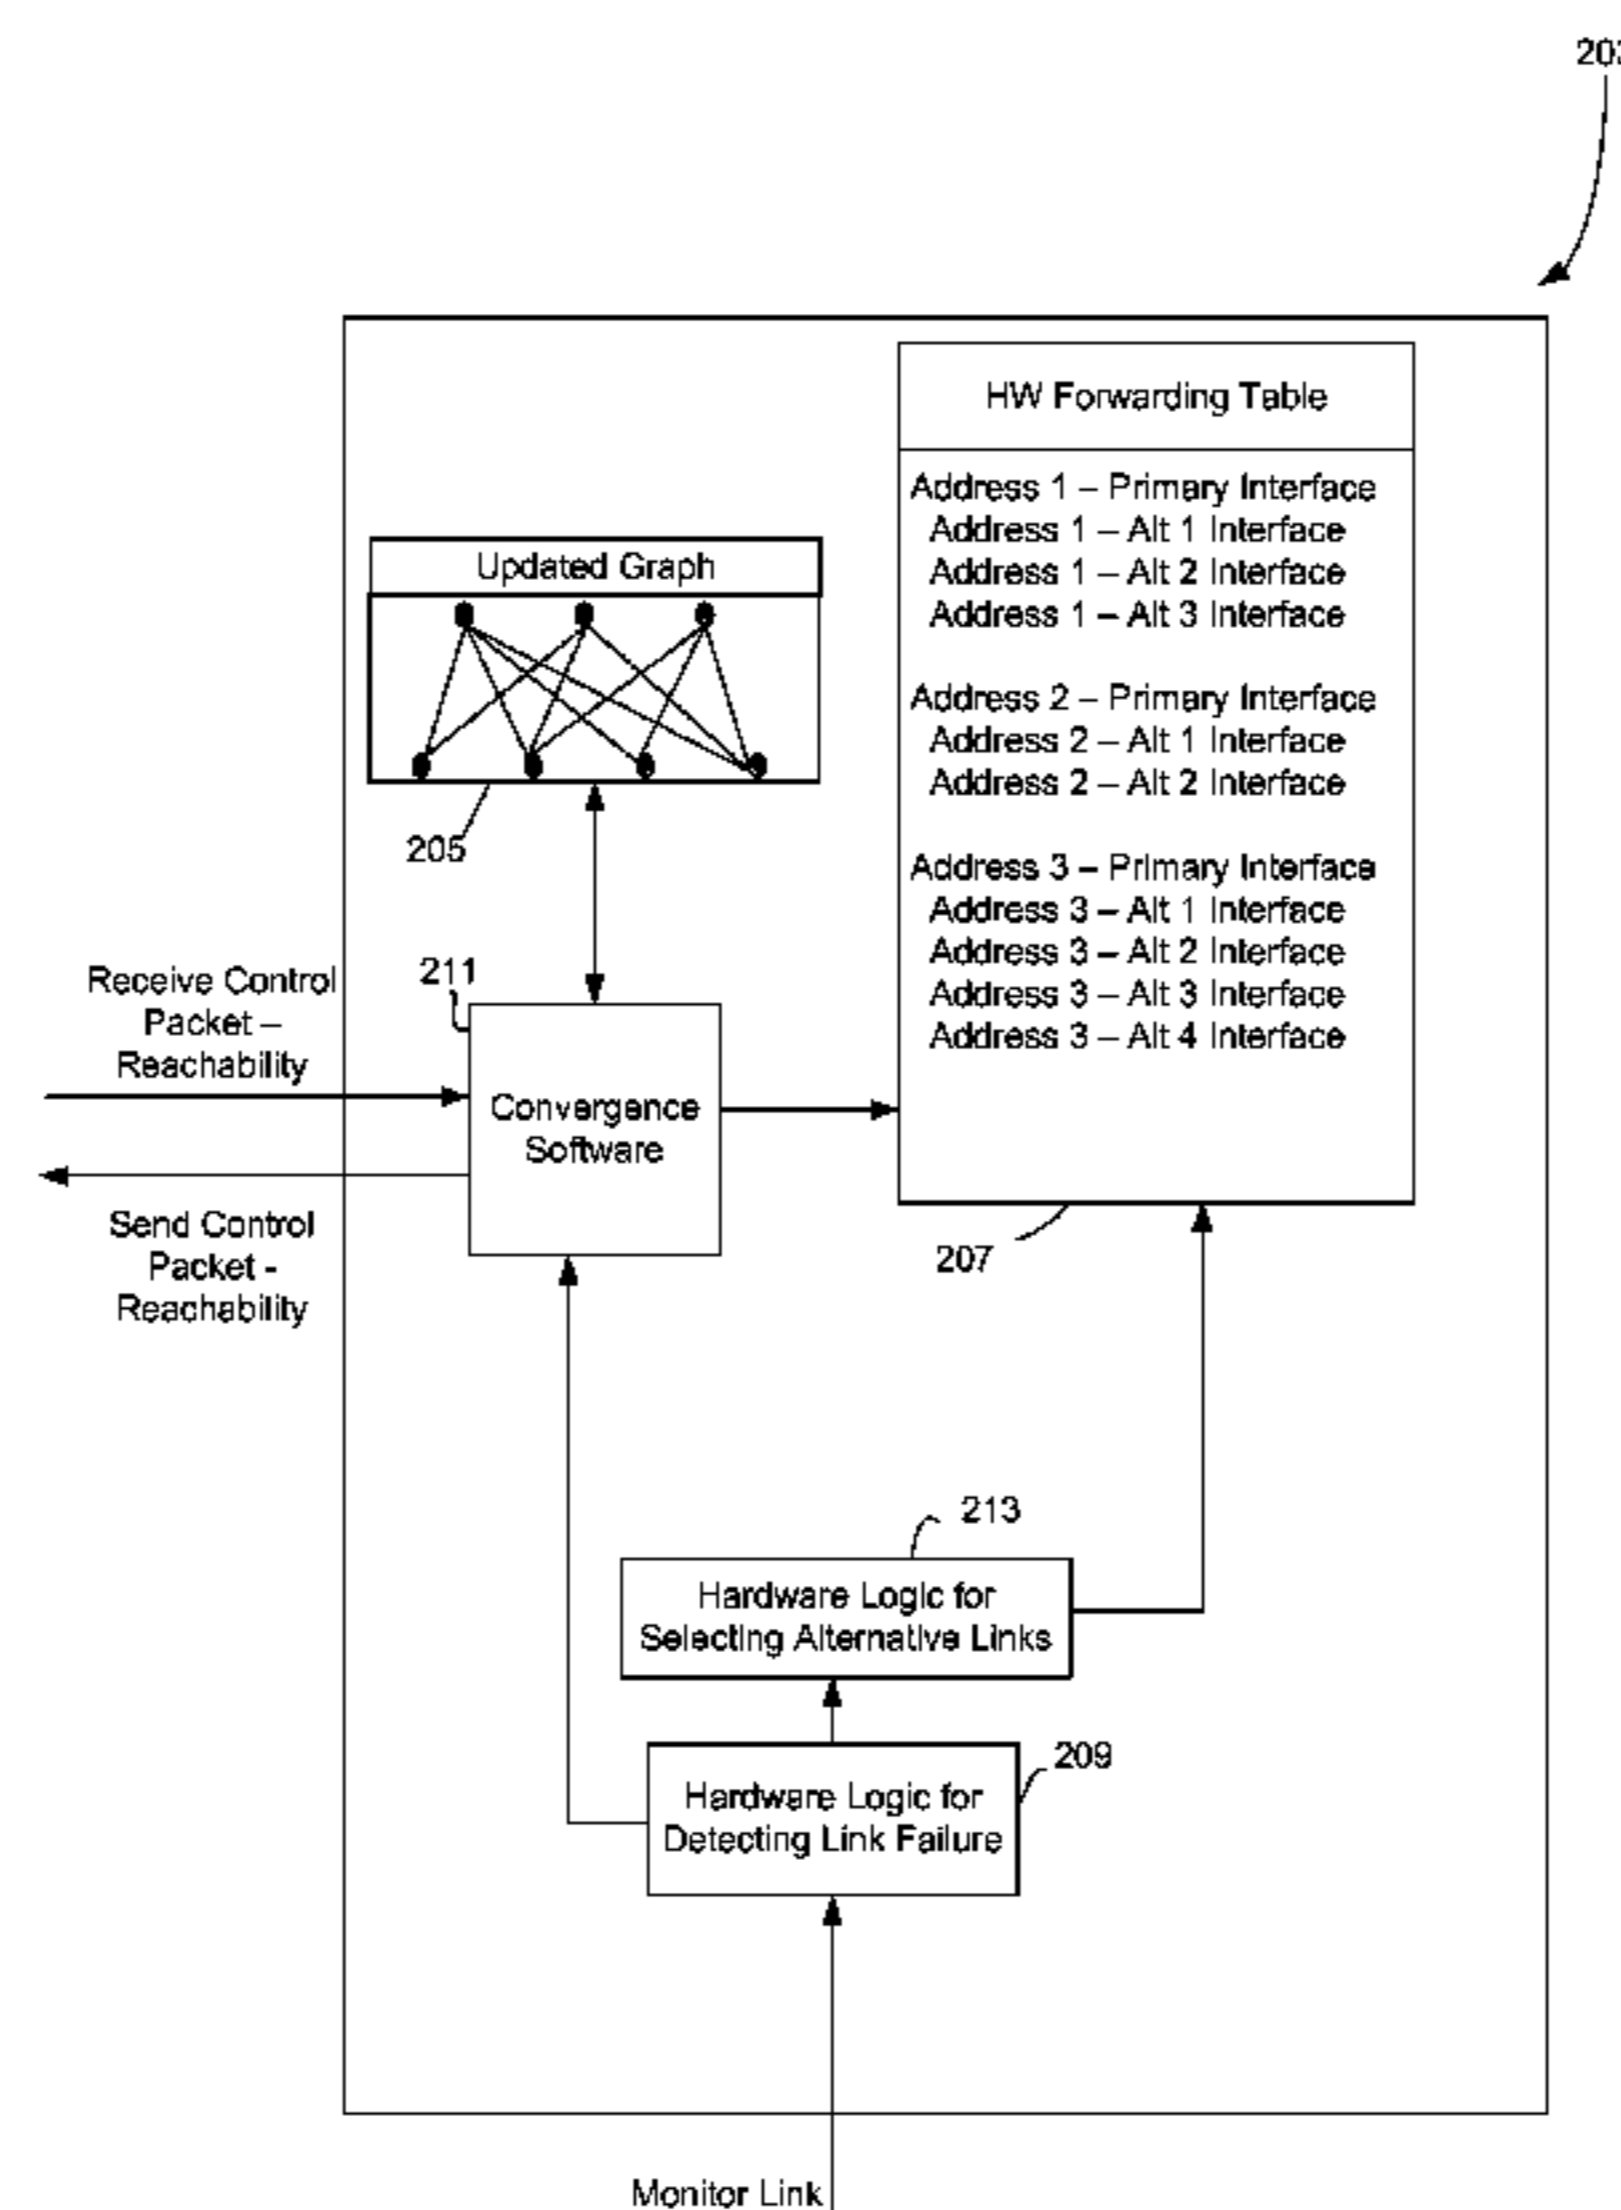 HW Forwarding Table
Address 1 – Primary Interface
Address 1 – Alt 1 Interface
Address 1 – Alt 2 Interface
Address 1 – Alt 3 Interface
Address 2 – Primary Interface
Address 2 – Alt 1 Interface
Address 2 – Alt 2 Interface
Address 3 – Primary Interface
Address 3 – Alt 1 Interface
Address 3 – Alt 2 Interface
Address 3 – Alt 3 Interface
Address 3 – Alt 4 Interface
207
Updated Graph
205
211
Receive Control
Packet –
Reachability
Convergence
Software
Send Control
Packet -
Reachability
213
Hardware Logic for
Selecting Alternative Links
209
Hardware Logic for
Detecting Link Failure
Monitor Link